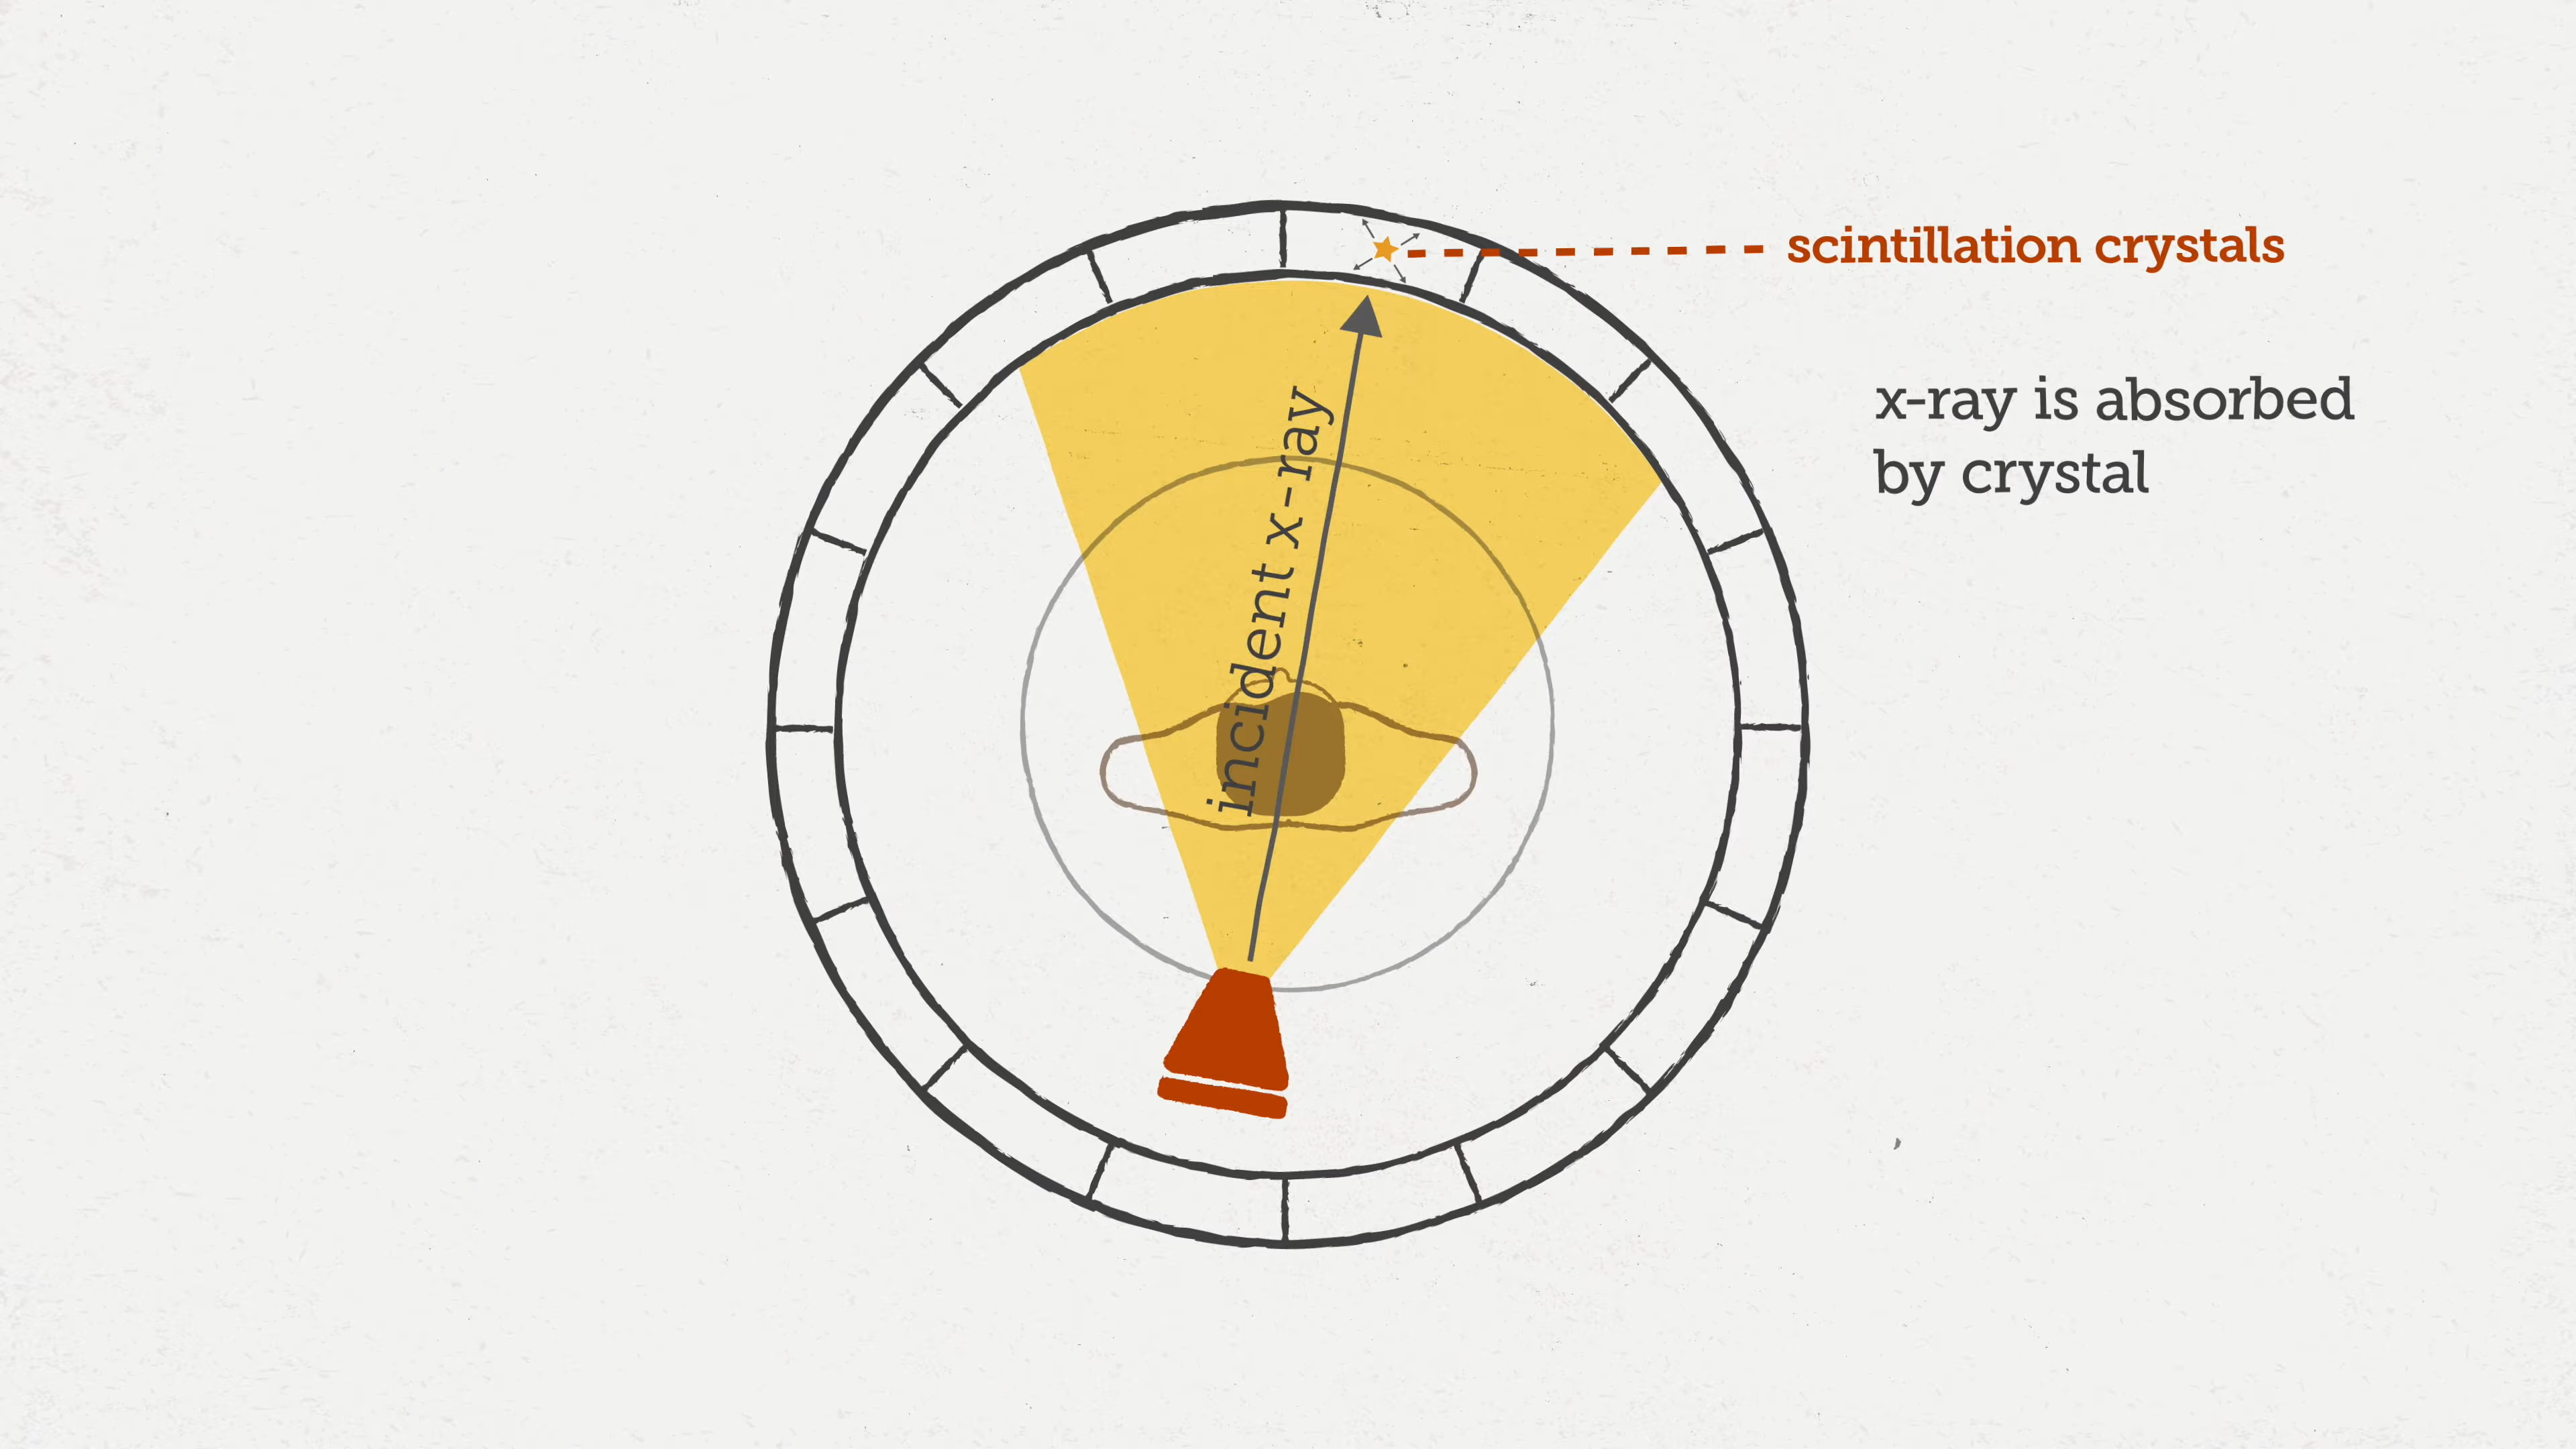 scintillation crystals
x-ray is absorbed
by crystal
incident x-ray